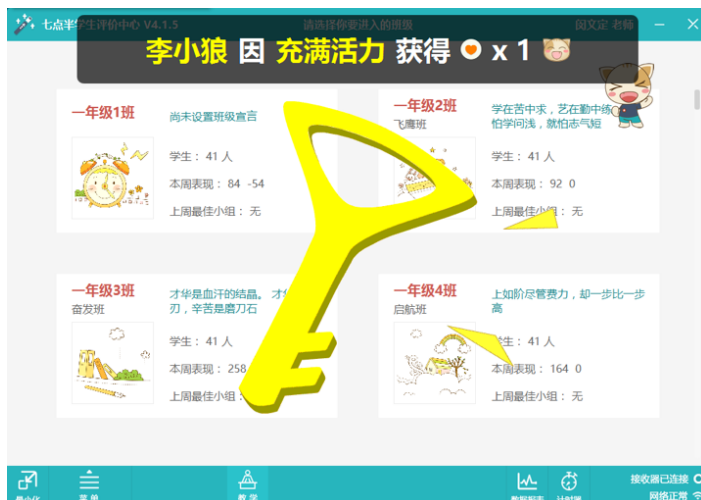 七点半学生评价中心 V4.1.5
请选择你要进入的班级
闵文定 老师
李小狼 因 充满活力 获得 x 1
一年级1班
尚未设置班级宣言
学生： 41 人
本周表现： 84 -54
上周最佳小组： 无
一年级2班
飞鹰班
学在苦中求，艺在勤中练
怕学问浅，就怕志气短
学生： 41 人
本周表现： 92 0
上周最佳小组： 无
一年级3班
奋发班
才华是血汗的结晶。 才
刃，辛苦是磨刀石
学生： 41 人
本周表现： 258
上周最佳小组：
一年级4班
启航班
上如阶尽管费力，却一步比一步
高
学生： 41 人
本周表现： 164 0
上周最佳小组： 无
菜单
教学
数据报表
计时器
接收器已连接
网络正常